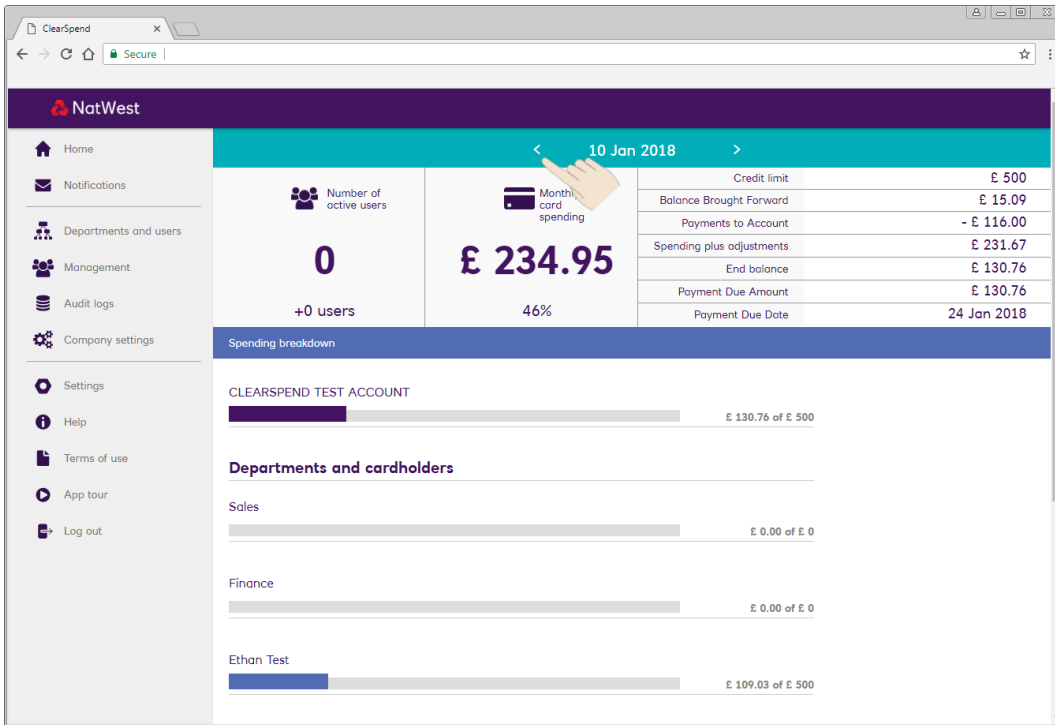 ClearSpend
Secure
NatWest
Home
Notifications
Departments and users
Management
Audit logs
Company settings
Settings
Help
Terms of use
App tour
Log out
< 10 Jan 2018 >
Number of
active users
0
+0 users
card
spending
£ 234.95
46%
Credit limit £ 500
Balance Brought Forward £ 15.09
Payments to Account - £ 116.00
Spending plus adjustments £ 231.67
End balance £ 130.76
Payment Due Amount £ 130.76
Payment Due Date 24 Jan 2018
Spending breakdown
CLEARSPEND TEST ACCOUNT
£ 130.76 of £ 500
Departments and cardholders
Sales
£ 0.00 of £ 0
Finance
£ 0.00 of £ 0
Ethan Test
£ 109.03 of £ 500